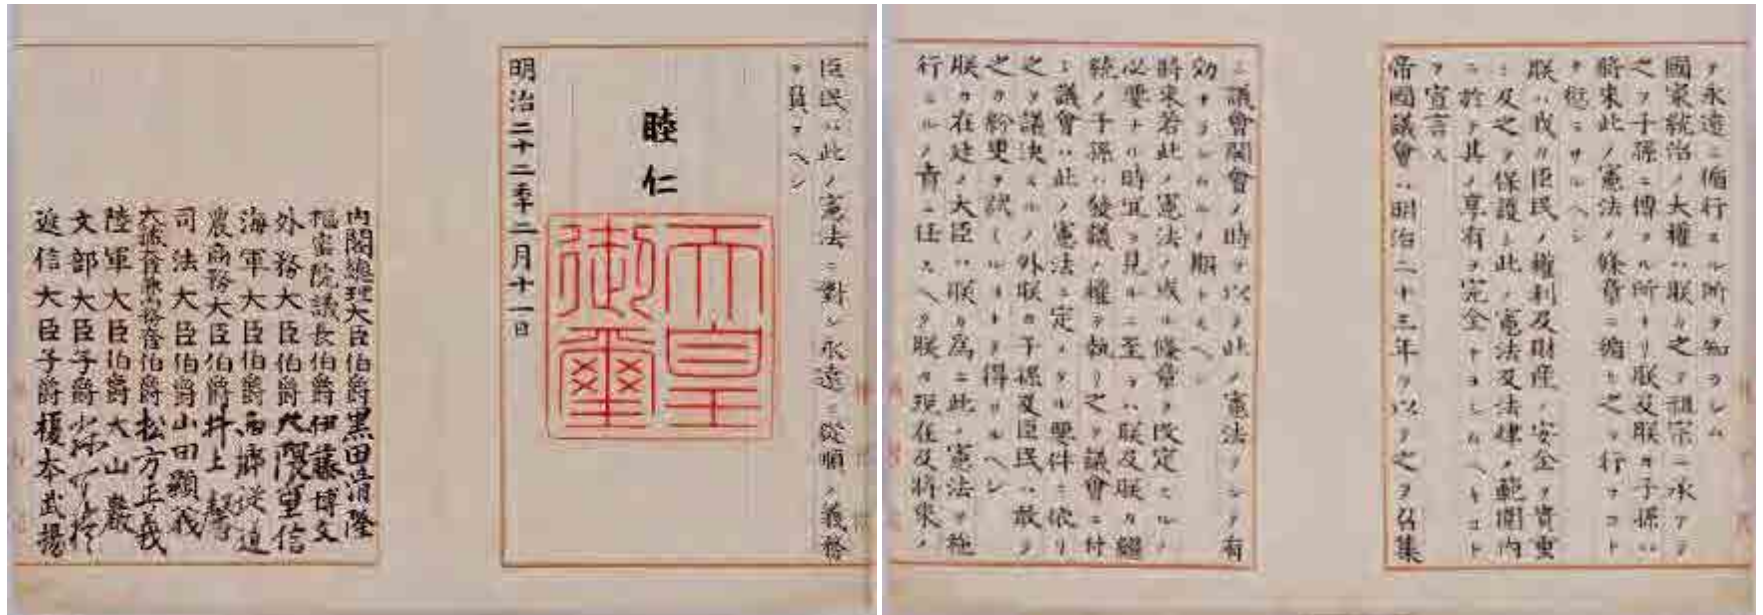 ヲ永遠ニ循行スル所ヲ知ラシム
國家統治ノ大權ハ朕カ之ヲ祖宗ニ承ケテ
之ヲ子孫ニ傳フル所ナリ朕及朕カ子孫ハ
將來此ノ憲法ノ條章ニ循ヒ之ヲ行フコト
ヲ愆ラサルヘシ
朕ハ我カ臣民ノ權利及財產ノ安全ヲ貴重
シ及之ヲ保護シ此ノ憲法及法律ノ範圍内
ニ於テ其ノ享有ヲ完全ナラシムヘキコト
ヲ宣言ス
帝國議會ハ明治二十三年ヲ以テ之ヲ召集
シ議會開會ノ時ヲ以テ此ノ憲法ヲシテ有
効ナラシムルノ期トスヘシ
將來若此ノ憲法ノ或ル條章ヲ改定スルノ
必要ナル時宜ヲ見ルニ至ラハ朕及朕カ繼
統ノ子孫ハ發議ノ權ヲ執リ之ヲ議會ニ付
シ議會ハ此ノ憲法ニ定メタル要件ニ依リ
之ヲ議決スルノ外朕カ子孫及臣民ハ敢テ
之カ紛更ヲ試ミルコトヲ得サルヘシ
朕カ在廷ノ大臣ハ朕カ爲ニ此ノ憲法ヲ施
行スルノ責ニ任スヘク朕カ現在及將來ノ
臣民ハ此ノ憲法ニ對シ永遠ニ從順ノ義務
ヲ負フヘシ
睦仁
天皇
御璽
明治二十二年二月十一日
内閣總理大臣伯爵黑田清隆
樞密院議長伯爵伊藤博文
外務大臣伯爵大隈重信
海軍大臣伯爵西鄉從道
農商務大臣伯爵井上馨
司法大臣伯爵山田顯義
大藏大臣兼内務大臣伯爵松方正義
陸軍大臣伯爵大山巖
文部大臣子爵
遞信大臣子爵榎本武揚